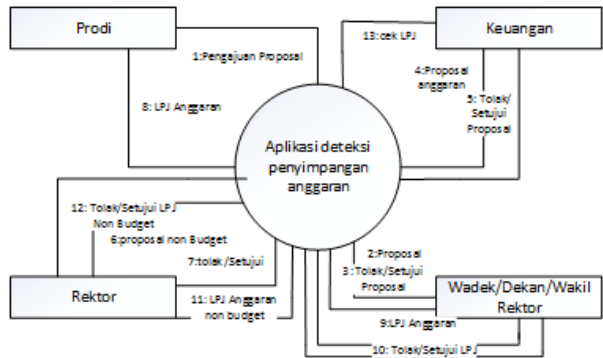 Prodi
Keuangan
13:cek LPJ
1:Pengajuan Proposal
4:Proposal
anggaran
5: Tolak/
Setujui
Proposal
8: LPJ Anggaran
Aplikasi deteksi
penyimpangan
anggaran
12: Tolak/Setujui LPJ
Non Budget
6:proposal non Budget
7:tolak/Setujui
2:Proposal
3: Tolak/Setujui
Proposal
Rektor
11: LPJ Anggaran
non budget
Wadek/Dekan/Wakil
Rektor
9:LPJ Anggaran
10: Tolak/Setujui LPJ